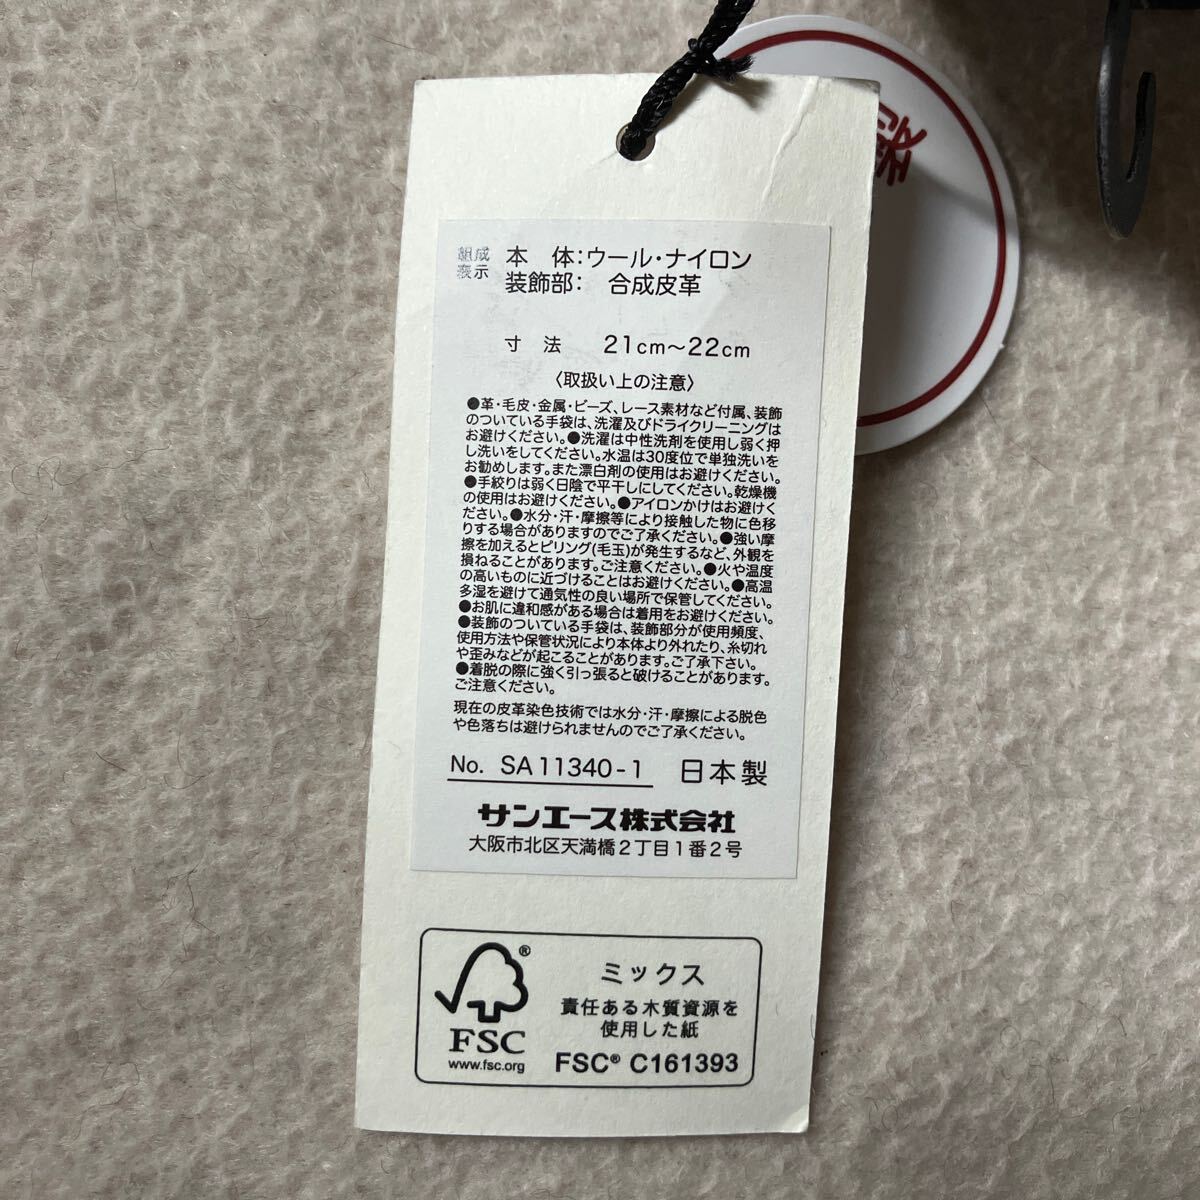 組成
表示
本 体：ウール・ナイロン
装飾部： 合成皮革
寸 法 21cm～22cm
〈取扱い上の注意〉
●革・毛皮・金属・ビーズ、レース素材など付属、装飾
のついている手袋は、洗濯及びドライクリーニングは
お避けください。●洗濯は中性洗剤を使用し弱く押
し洗いをしてください。水温は30度位で単独洗いを
お勧めします。また漂白剤の使用はお避けください。
●手絞りは弱く日陰で平干しにしてください。乾燥機
の使用はお避けください。●アイロンかけはお避けく
ださい。●水分・汗・摩擦等により接触した物に色移
りする場合がありますのでご了承ください。●強い摩
擦を加えるとピリング(毛玉)が発生するなど、外観を
損ねることがあります。ご注意ください。●火や温度
の高いものに近づけることはお避けください。●高温
多湿を避けて通気性の良い場所で保管してください。
●お肌に違和感がある場合は着用をお避けください。
●装飾のついている手袋は、装飾部分が使用頻度、
使用方法や保管状況により本体より外れたり、糸切れ
や歪みなどが起こることがあります。ご了承下さい。
●着脱の際に強く引っ張ると破けることがあります。
ご注意ください。
現在の皮革染色技術では水分・汗・摩擦による脱色
や色落ちは避けられませんのでご了承ください。
No. SA11340-1 日本製
サンエース株式会社
大阪市北区天満橋2丁目1番2号
FSC®
www.fsc.org
ミックス
責任ある木質資源を
使用した紙
FSC® C161393